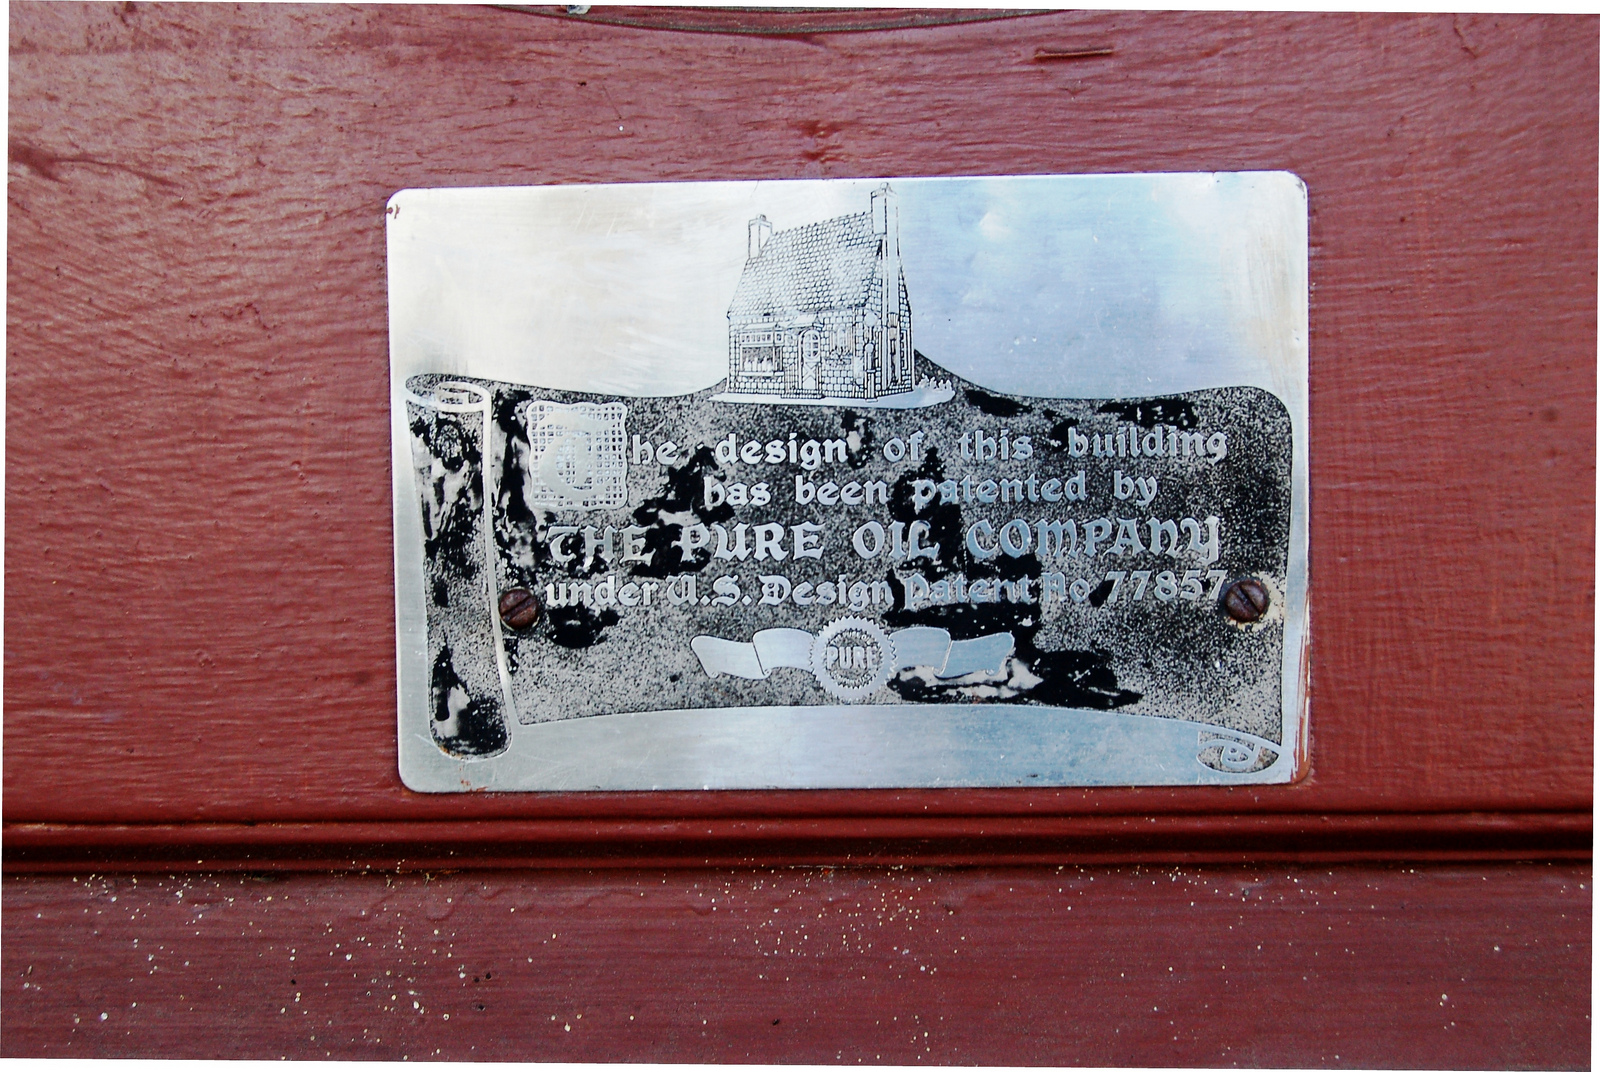 The design of this building
has been patented by
THE PURE OIL COMPANY
under U.S. Design Patent No 77857
PURE